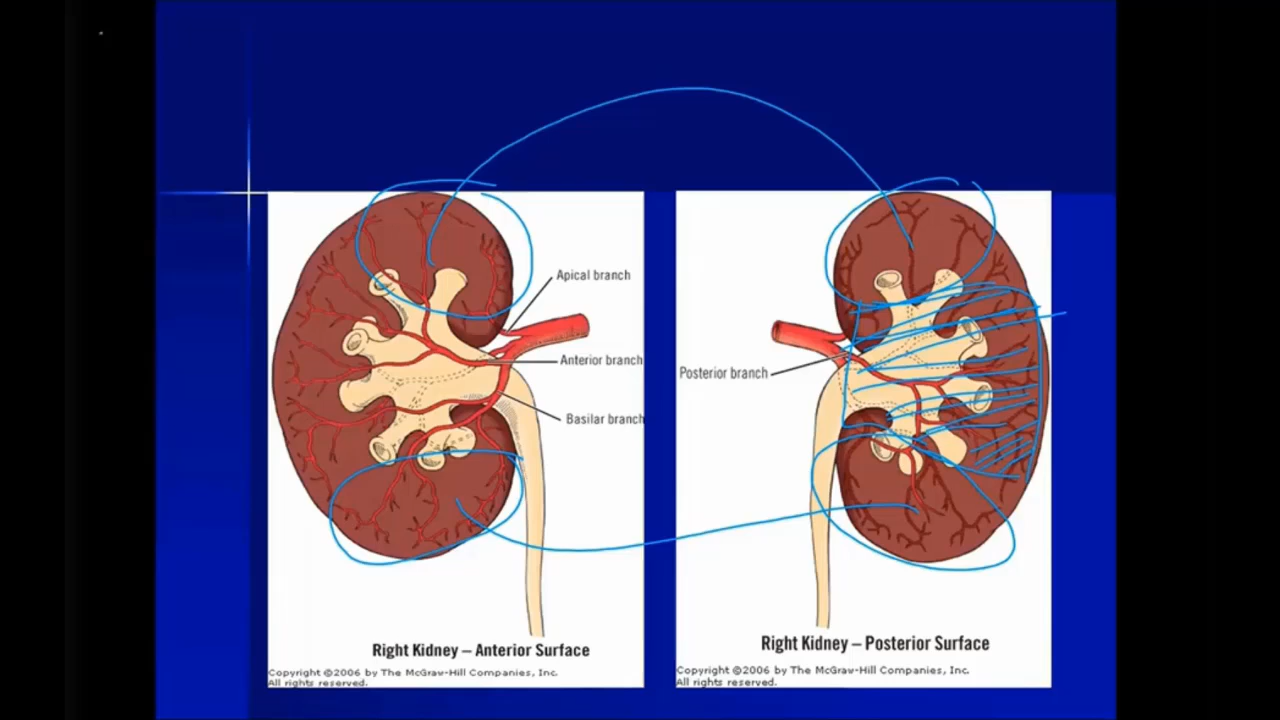 Apical branch
Anterior branch
Basilar branch
Right Kidney – Anterior Surface
Copyright ©2006 by The McGraw-Hill Companies, Inc.
All rights reserved.
Posterior branch
Right Kidney – Posterior Surface
Copyright ©2006 by The McGraw-Hill Companies, Inc.
All rights reserved.